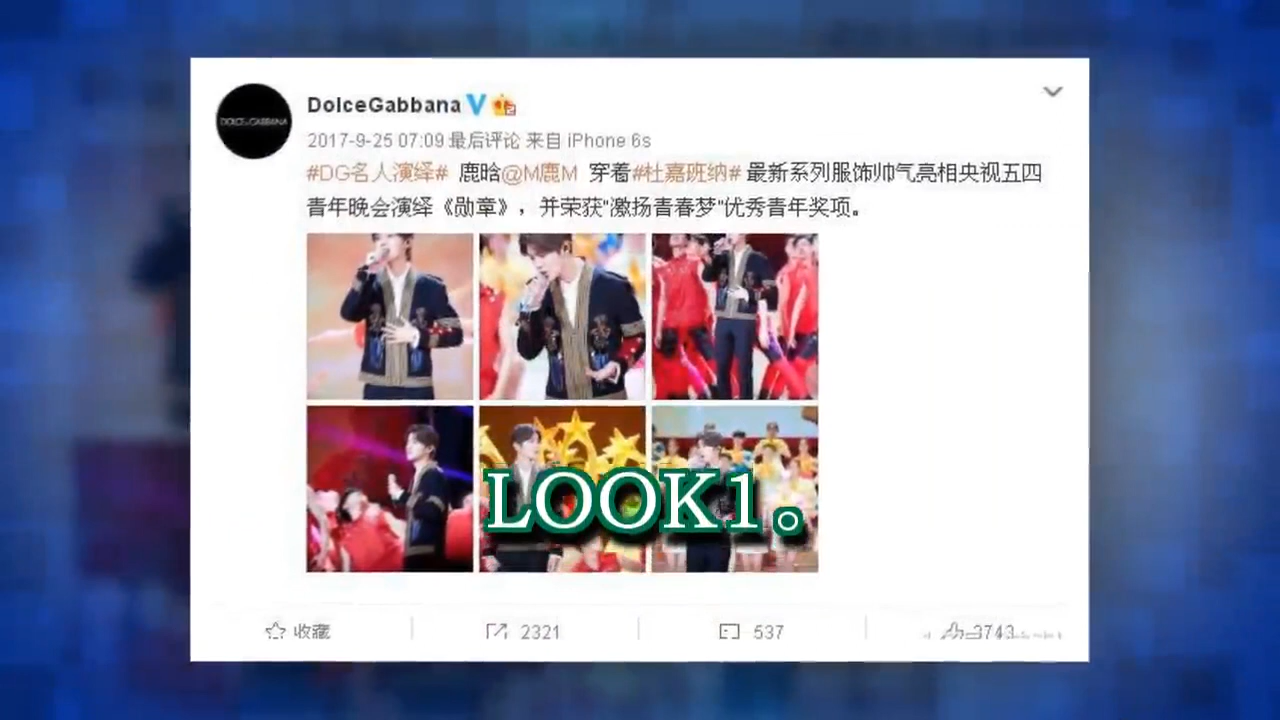 DOLCE&GABBANA
DolceGabbana
2017-9-25 07:09 最后评论 来自 iPhone 6s
#DG名人演绎# 鹿晗@M鹿M 穿着#杜嘉班纳# 最新系列服饰帅气亮相央视五四
青年晚会演绎《勋章》，并荣获"激扬青春梦"优秀青年奖项。
LOOK1。
收藏 2321 537 3743